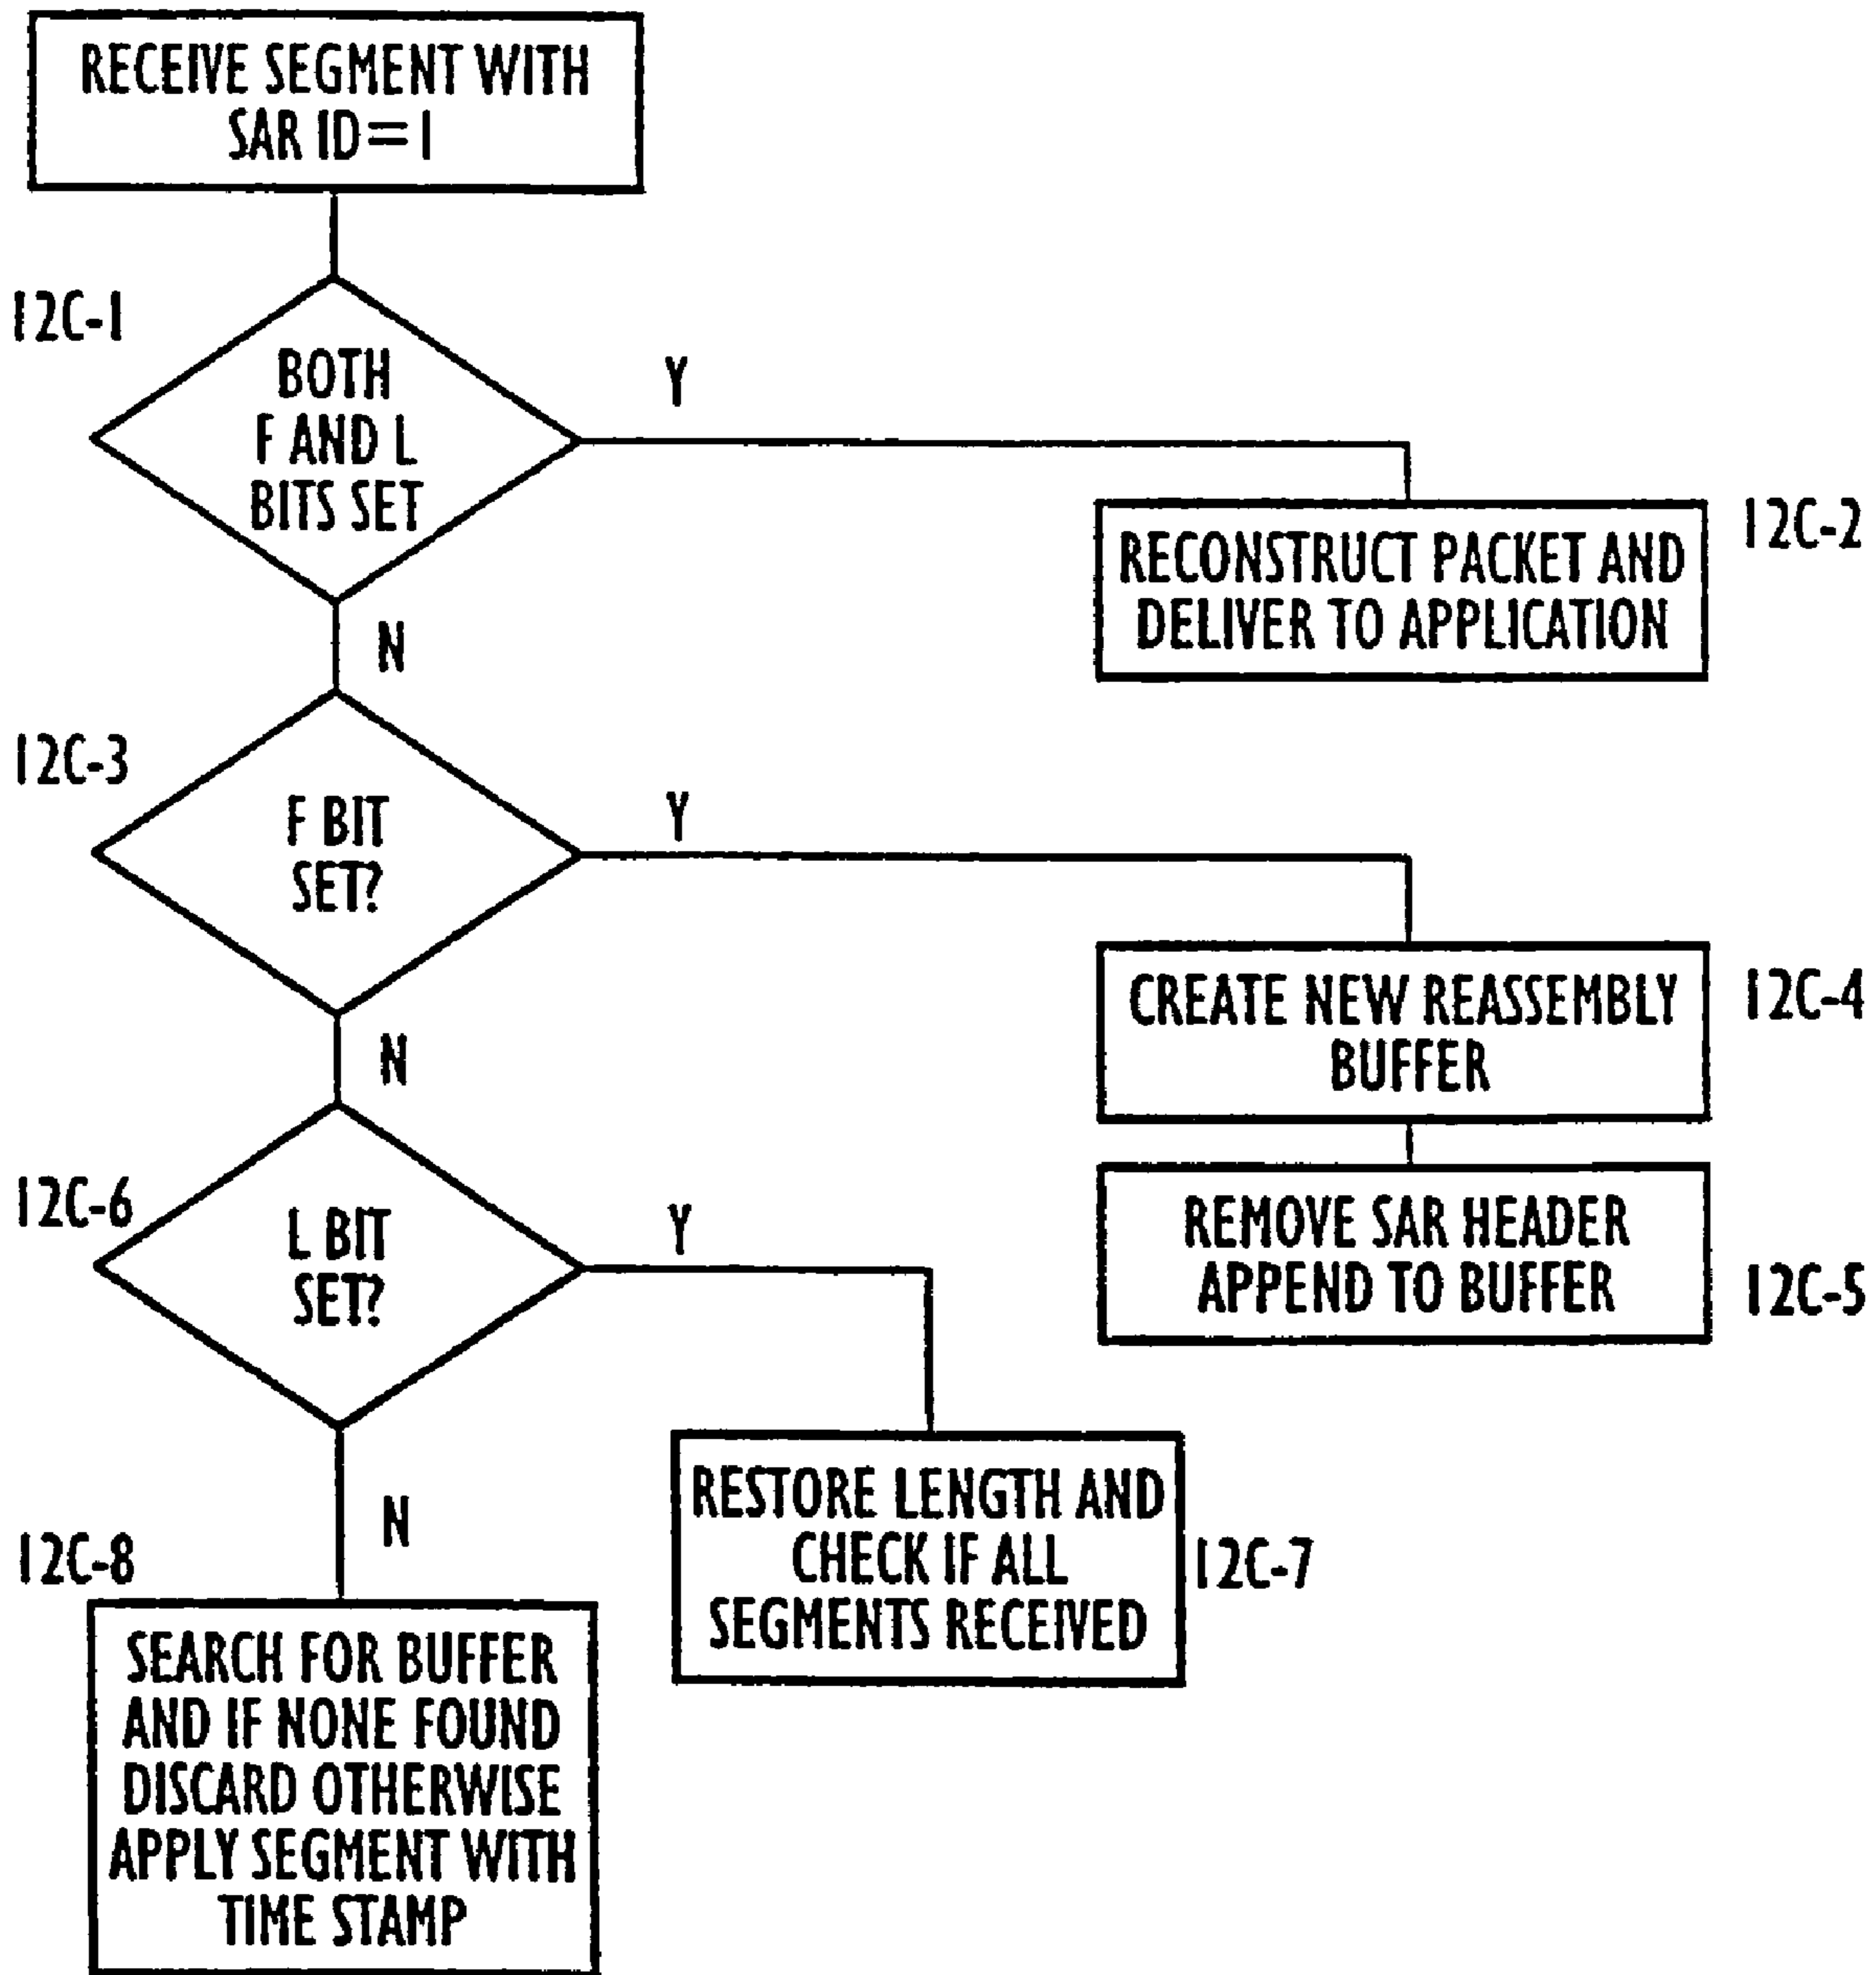 RECEIVE SEGMENT WITH
SAR ID = 1
12C-1
BOTH
F AND L
BITS SET
Y
12C-2
RECONSTRUCT PACKET AND
DELIVER TO APPLICATION
N
12C-3
F BIT
SET?
Y
CREATE NEW REASSEMBLY
BUFFER
12C-4
N
REMOVE SAR HEADER
APPEND TO BUFFER
12C-5
12C-6
L BIT
SET?
Y
RESTORE LENGTH AND
CHECK IF ALL
SEGMENTS RECEIVED
12C-7
N
12C-8
SEARCH FOR BUFFER
AND IF NONE FOUND
DISCARD OTHERWISE
APPLY SEGMENT WITH
TIME STAMP